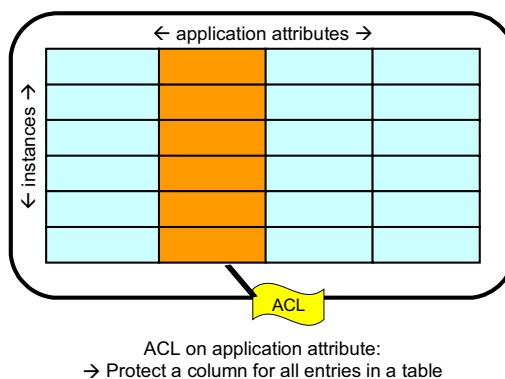 ← application attributes →
← instances →
ACL
ACL on application attribute:
→ Protect a column for all entries in a table